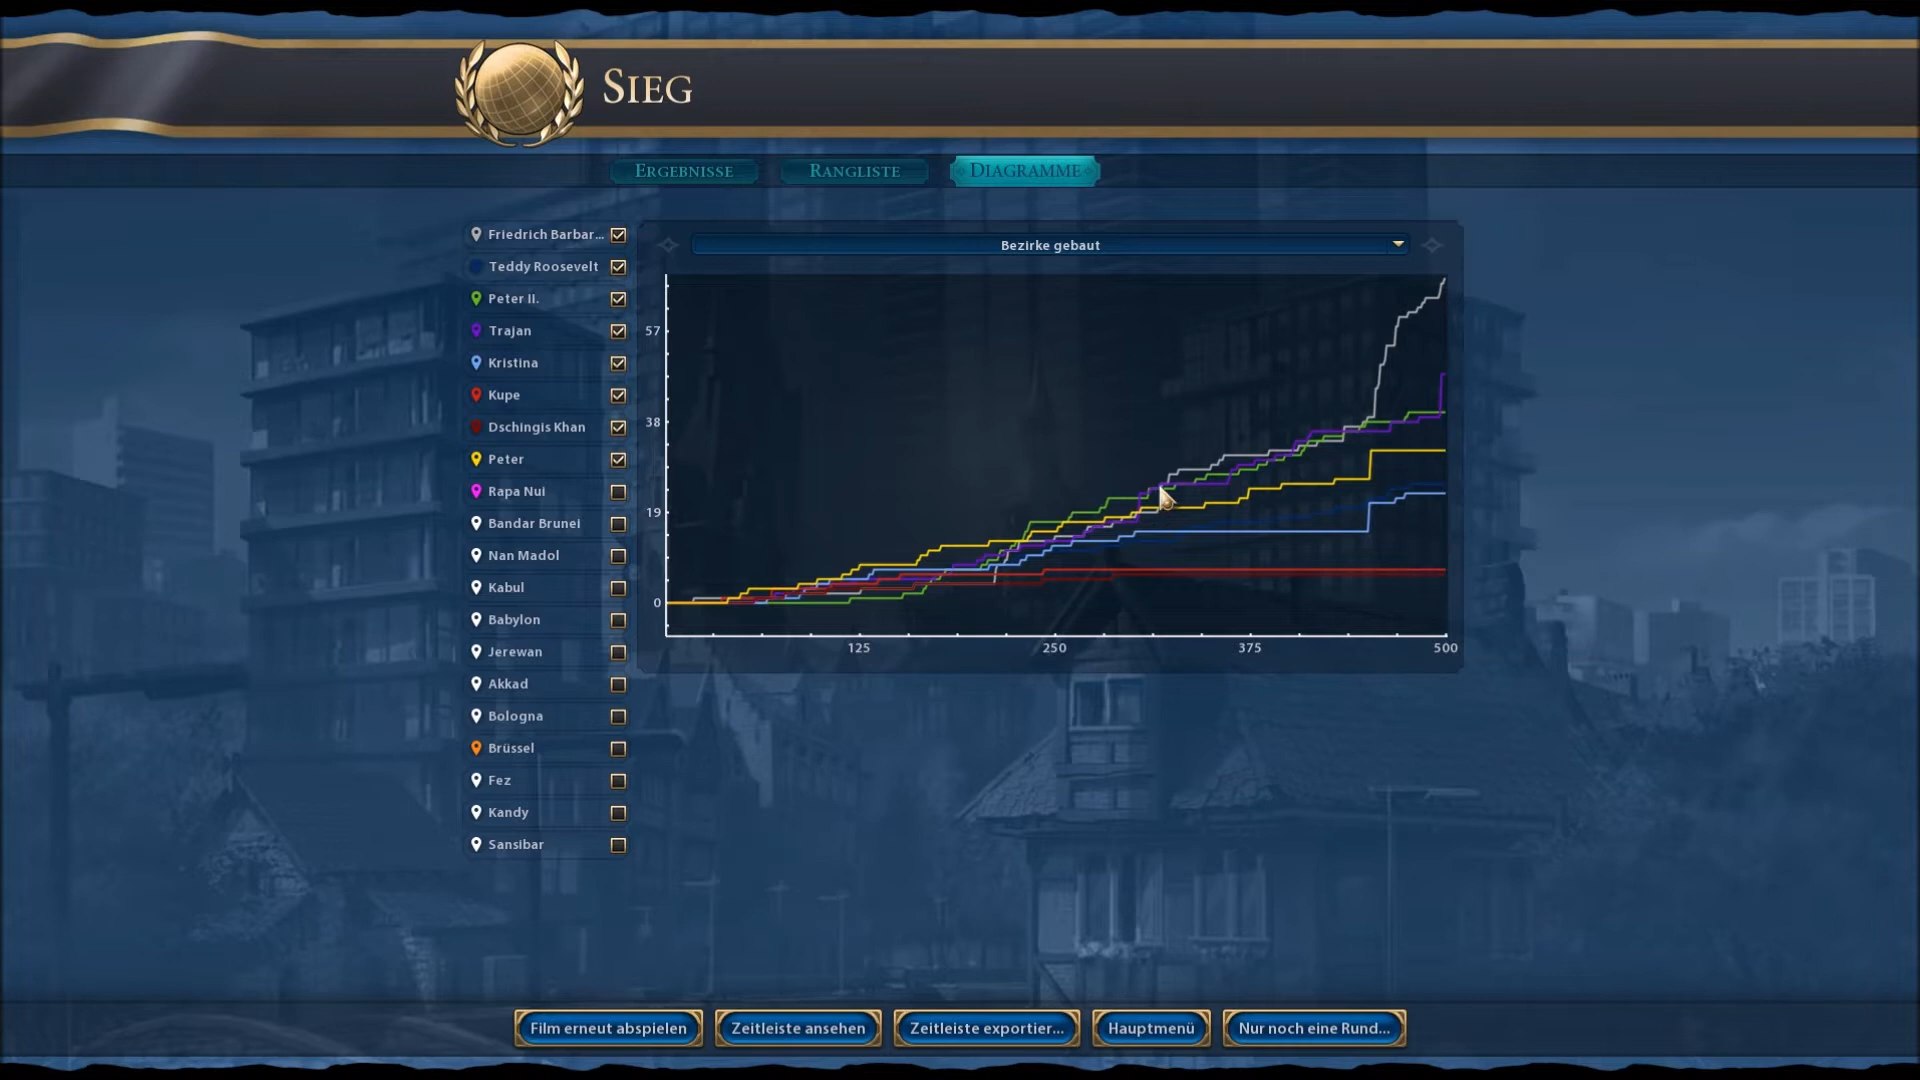 SIEG
ERGEBNISSE
RANGLISTE
DIAGRAMME
Friedrich Barbar...
Teddy Roosevelt
Peter II.
Trajan
Kristina
Kupe
Dschingis Khan
Peter
Rapa Nui
Bandar Brunei
Nan Madol
Kabul
Babylon
Jerewan
Akkad
Bologna
Brüssel
Fez
Kandy
Sansibar
Bezirke gebaut
57
38
19
0
125
250
375
500
Film erneut abspielen
Zeitleiste ansehen
Zeitleiste exportier...
Hauptmenü
Nur noch eine Rund...